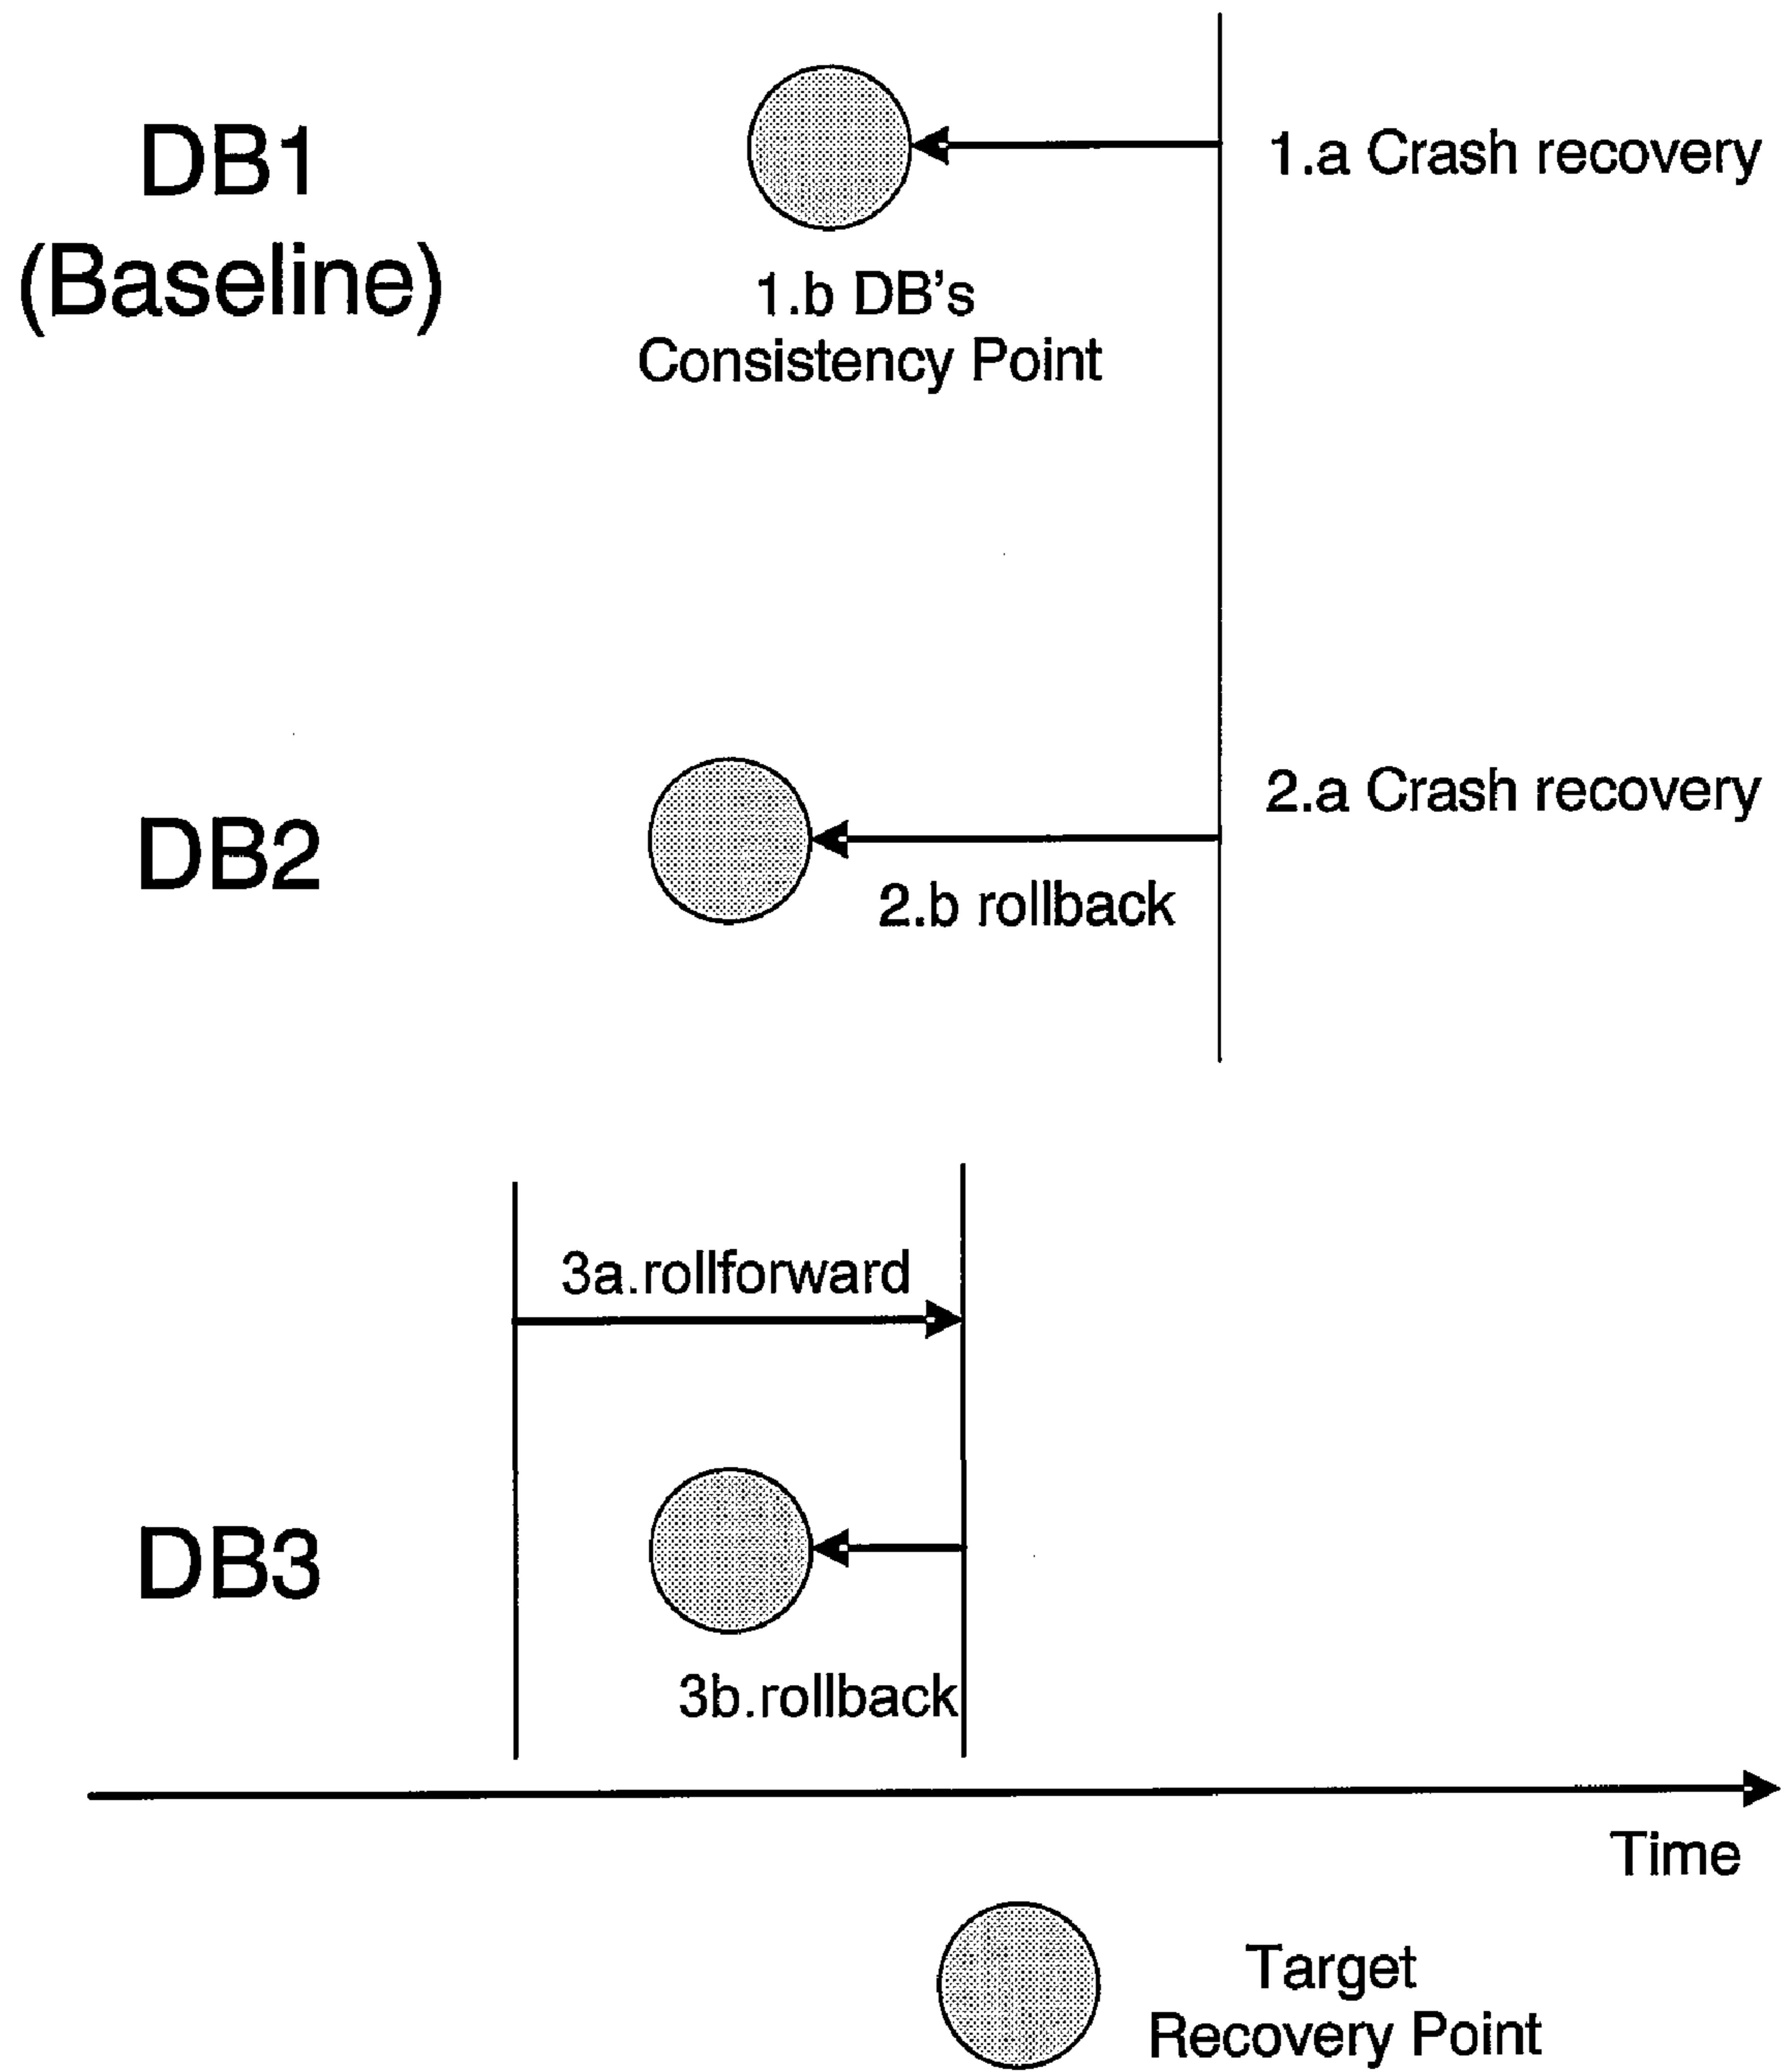 DB1
(Baseline)
1.a Crash recovery
1.b DB's
Consistency Point
2.a Crash recovery
DB2
2.b rollback
3a.rollforward
DB3
3b.rollback
Time
Target
Recovery Point